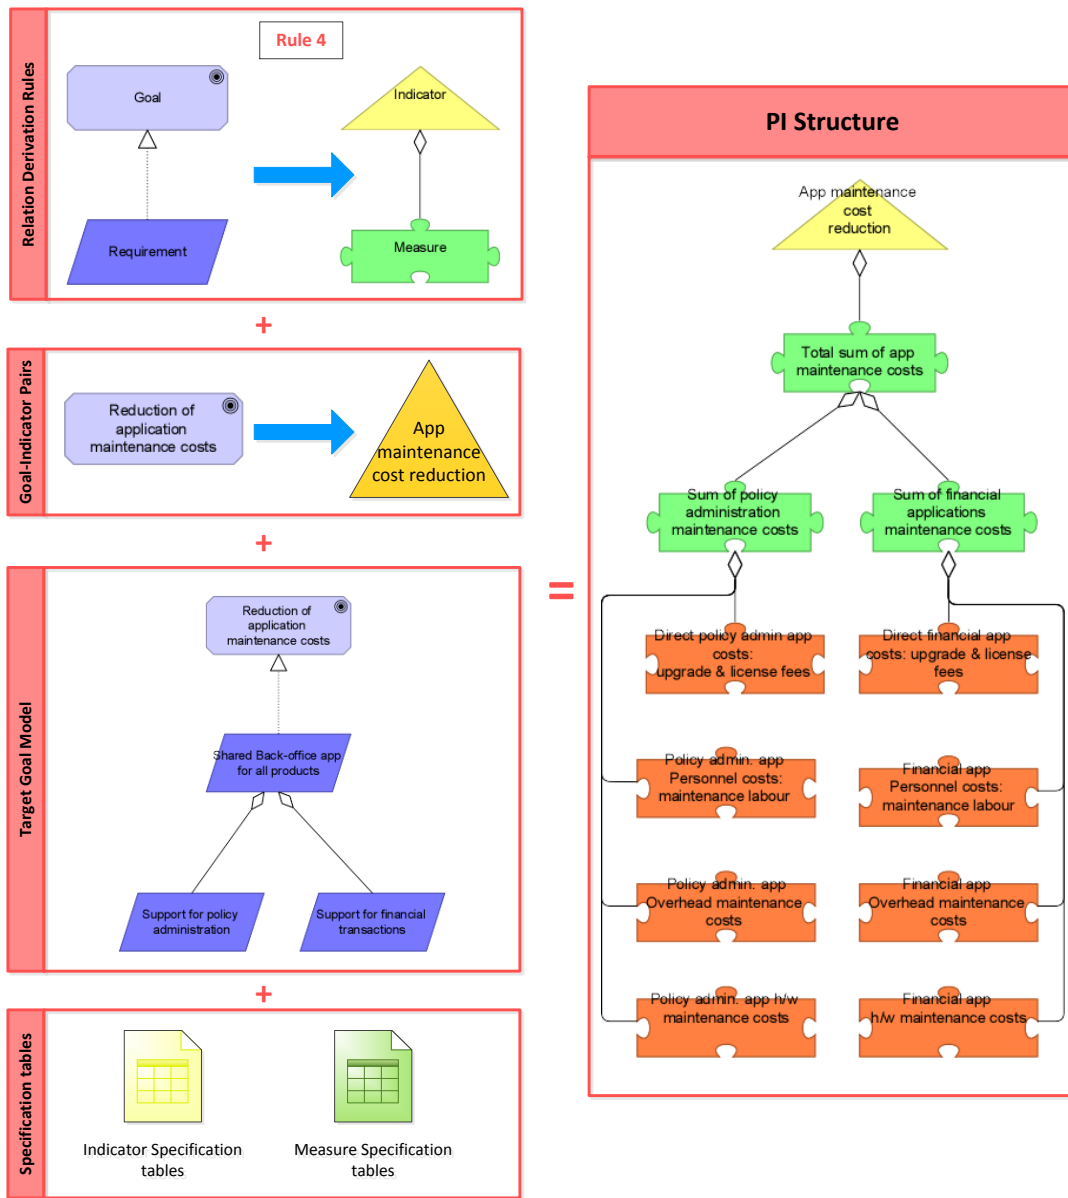 Relation Derivation Rules
Rule 4
Goal
Indicator
Requirement
Measure
+
Goal-Indicator Pairs
Reduction of
application
maintenance costs
App
maintenance
cost reduction
+
Target Goal Model
Reduction of
application
maintenance costs
Shared Back-office app
for all products
Support for policy
administration
Support for financial
transactions
+
Specification tables
Indicator Specification
tables
Measure Specification
tables
=
PI Structure
App maintenance
cost
reduction
Total sum of app
maintenance costs
Sum of policy
administration
maintenance costs
Sum of financial
applications
maintenance costs
Direct policy admin app
costs:
upgrade & license fees
Direct financial app
costs: upgrade & license
fees
Policy admin. app
Personnel costs:
maintenance labour
Financial app
Personnel costs:
maintenance labour
Policy admin. app
Overhead maintenance
costs
Financial app
Overhead maintenance
costs
Policy admin. app h/w
maintenance costs
Financial app
h/w maintenance costs